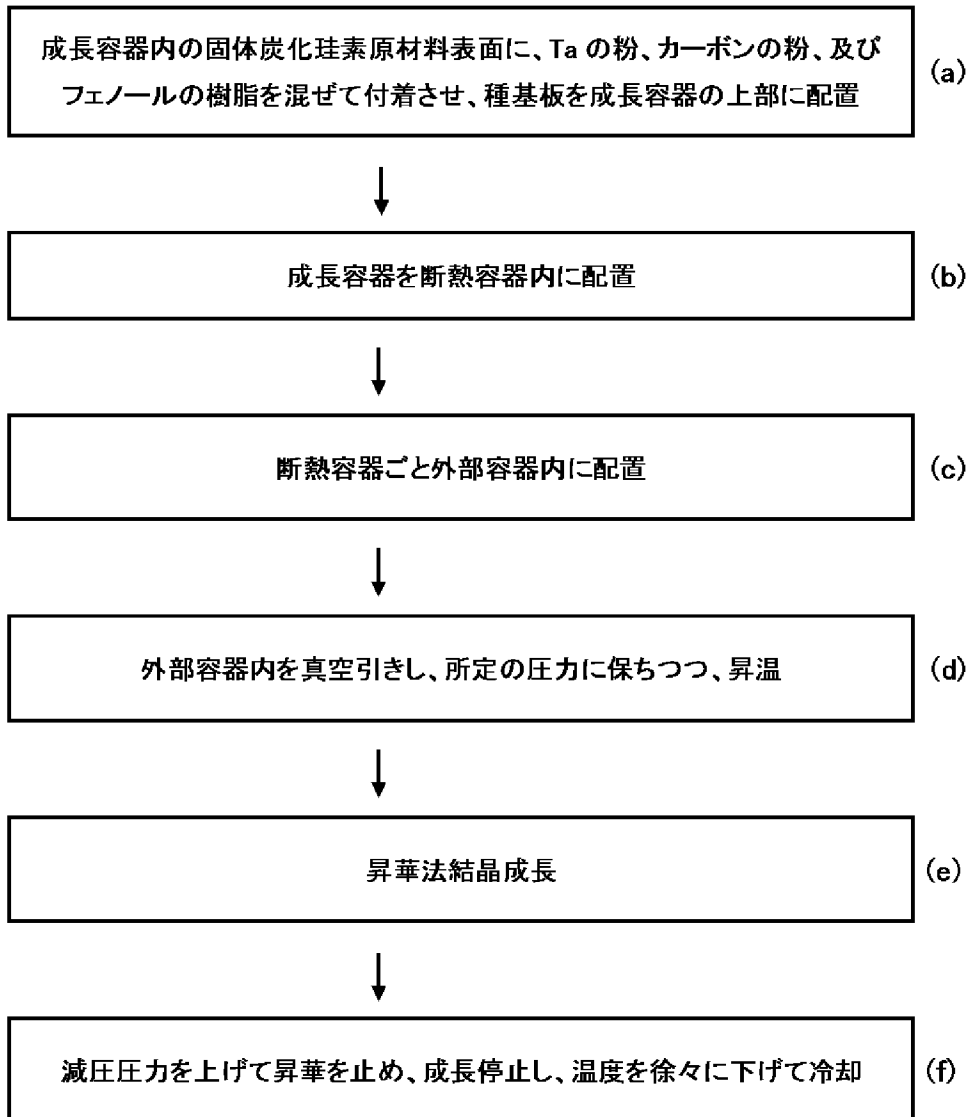 成長容器内の固体炭化珪素原材料表面に、Taの粉、カーボンの粉、及び
フェノールの樹脂を混ぜて付着させ、種基板を成長容器の上部に配置
(a)
成長容器を断熱容器内に配置
(b)
断熱容器ごと外部容器内に配置
(c)
外部容器内を真空引きし、所定の圧力に保ちつつ、昇温
(d)
昇華法結晶成長
(e)
減圧圧力を上げて昇華を止め、成長停止し、温度を徐々に下げて冷却
(f)